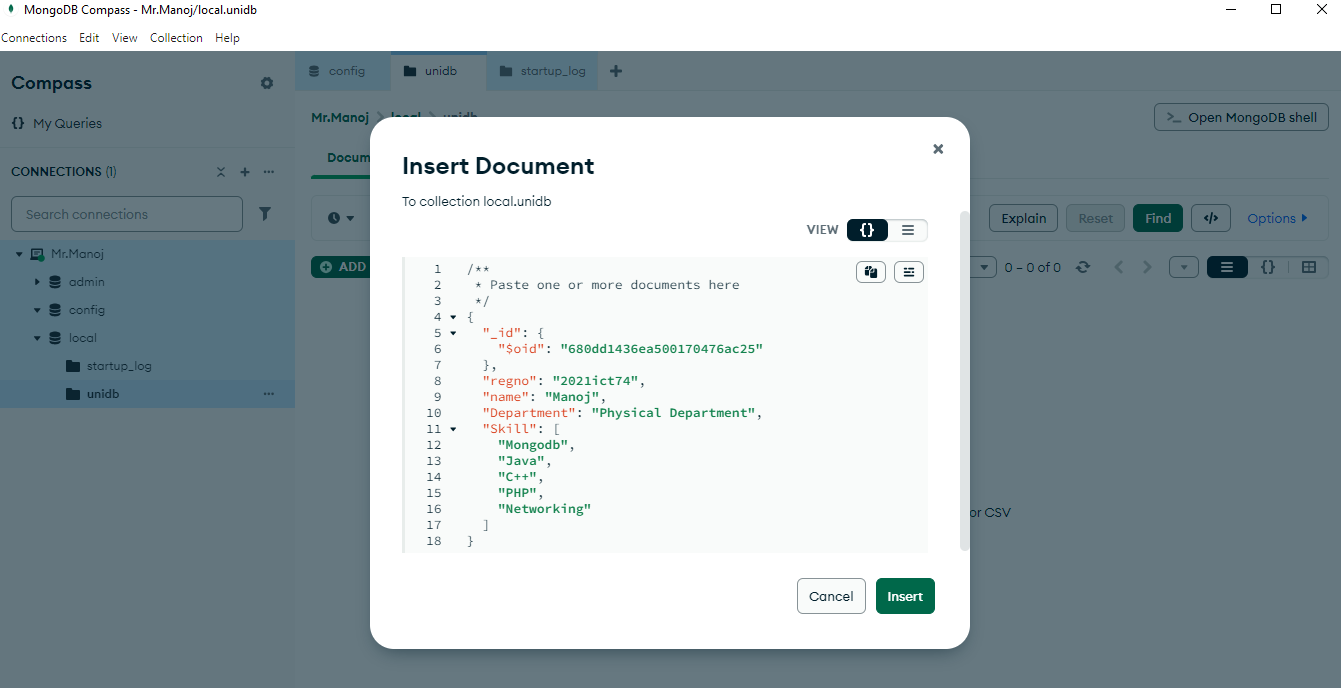 MongoDB Compass - Mr.Manoj/local.unidb
Connections Edit View Collection Help
Compass
My Queries
CONNECTIONS (1)
Search connections
Mr.Manoj
admin
config
local
startup_log
unidb
config
unidb
startup_log
Mr.Manoj > local > unidb
>_ Open MongoDB shell
Docum
Explain
Reset
Find
</>
Options
ADD
0 – 0 of 0
{}
or CSV
Insert Document
To collection local.unidb
VIEW {}
1 /**
2 * Paste one or more documents here
3 */
4 {
5 "_id": {
6 "$oid": "680dd1436ea500170476ac25"
7 },
8 "regno": "2021ict74",
9 "name": "Manoj",
10 "Department": "Physical Department",
11 "Skill": [
12 "Mongodb",
13 "Java",
14 "C++",
15 "PHP",
16 "Networking"
17 ]
18 }
Cancel
Insert